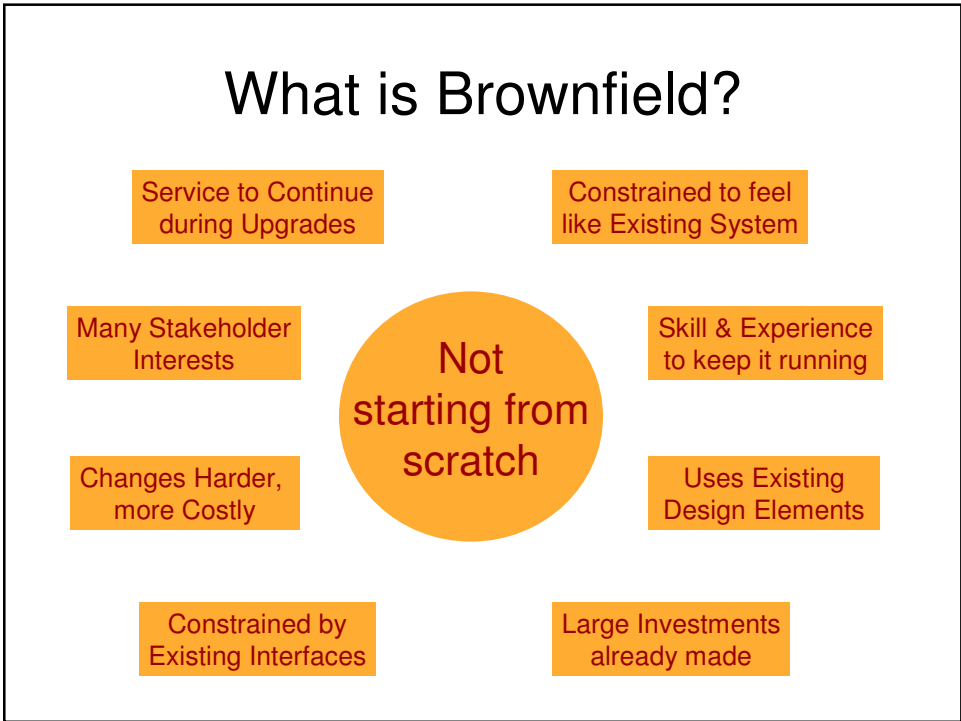 What is Brownfield?
Service to Continue
during Upgrades
Constrained to feel
like Existing System
Many Stakeholder
Interests
Not
starting from
scratch
Skill & Experience
to keep it running
Changes Harder,
more Costly
Uses Existing
Design Elements
Constrained by
Existing Interfaces
Large Investments
already made